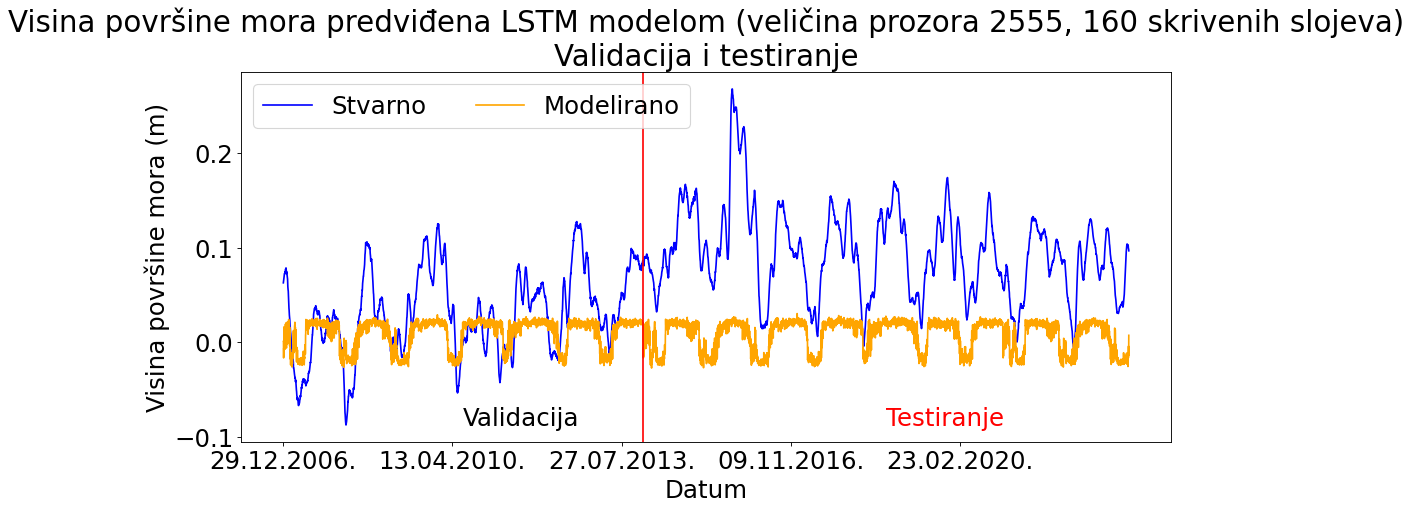 Visina površine mora predviđena LSTM modelom (veličina prozora 2555, 160 skrivenih slojeva)
Validacija i testiranje
Stvarno
Modelirano
Visina površine mora (m)
0.2
0.1
0.0
−0.1
Validacija
Testiranje
29.12.2006.
13.04.2010.
27.07.2013.
09.11.2016.
23.02.2020.
Datum